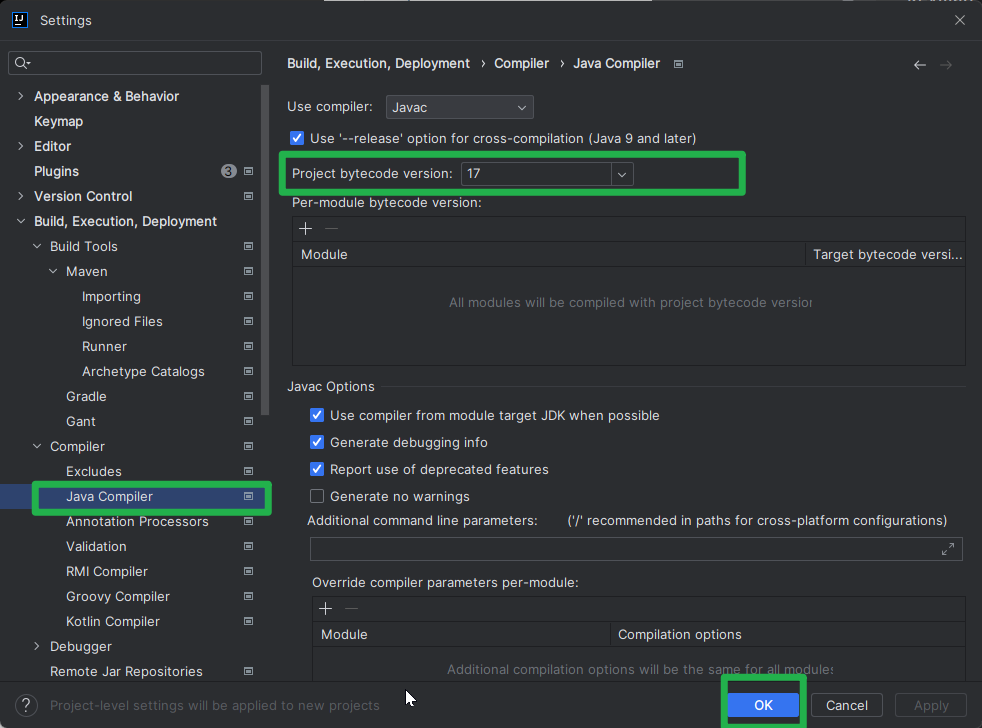 Settings
Build, Execution, Deployment › Compiler › Java Compiler
Appearance & Behavior
Keymap
Editor
Plugins 3
Version Control
Build, Execution, Deployment
Build Tools
Maven
Importing
Ignored Files
Runner
Archetype Catalogs
Gradle
Gant
Compiler
Excludes
Java Compiler
Annotation Processors
Validation
RMI Compiler
Groovy Compiler
Kotlin Compiler
Debugger
Remote Jar Repositories
Use compiler: Javac
Use '--release' option for cross-compilation (Java 9 and later)
Project bytecode version: 17
Per-module bytecode version:
Module Target bytecode versi...
All modules will be compiled with project bytecode version
Javac Options
Use compiler from module target JDK when possible
Generate debugging info
Report use of deprecated features
Generate no warnings
Additional command line parameters: ('/' recommended in paths for cross-platform configurations)
Override compiler parameters per-module:
Module Compilation options
Additional compilation options will be the same for all modules
? Project-level settings will be applied to new projects
OK Cancel Apply